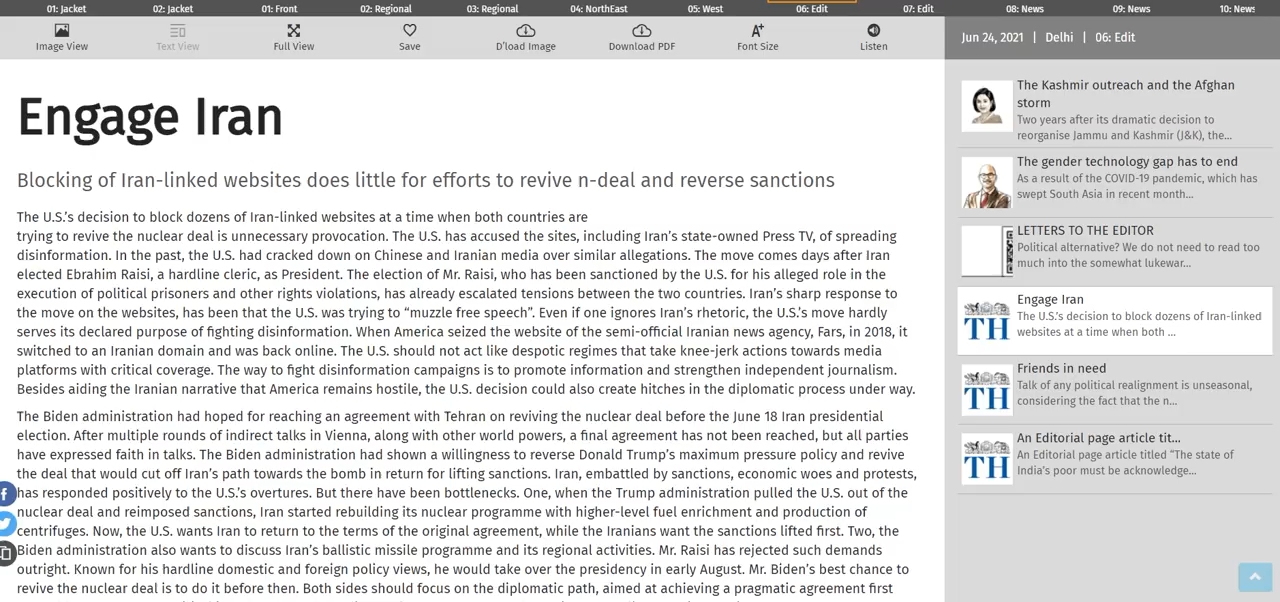 01: Jacket
02: Jacket
01: Front
02: Regional
03: Regional
04: NorthEast
05: West
06: Edit
07: Edit
08: News
09: News
10: News
Image View
Text View
Full View
Save
D'load Image
Download PDF
Font Size
Listen
Jun 24, 2021 | Delhi | 06: Edit
Engage Iran
Blocking of Iran-linked websites does little for efforts to revive n-deal and reverse sanctions
The U.S.’s decision to block dozens of Iran-linked websites at a time when both countries are
trying to revive the nuclear deal is unnecessary provocation. The U.S. has accused the sites, including Iran’s state-owned Press TV, of spreading
disinformation. In the past, the U.S. had cracked down on Chinese and Iranian media over similar allegations. The move comes days after Iran
elected Ebrahim Raisi, a hardline cleric, as President. The election of Mr. Raisi, who has been sanctioned by the U.S. for his alleged role in the
execution of political prisoners and other rights violations, has already escalated tensions between the two countries. Iran’s sharp response to
the move on the websites, has been that the U.S. was trying to “muzzle free speech”. Even if one ignores Iran’s rhetoric, the U.S.’s move hardly
serves its declared purpose of fighting disinformation. When America seized the website of the semi-official Iranian news agency, Fars, in 2018, it
switched to an Iranian domain and was back online. The U.S. should not act like despotic regimes that take knee-jerk actions towards media
platforms with critical coverage. The way to fight disinformation campaigns is to promote information and strengthen independent journalism.
Besides aiding the Iranian narrative that America remains hostile, the U.S. decision could also create hitches in the diplomatic process under way.
The Biden administration had hoped for reaching an agreement with Tehran on reviving the nuclear deal before the June 18 Iran presidential
election. After multiple rounds of indirect talks in Vienna, along with other world powers, a final agreement has not been reached, but all parties
have expressed faith in talks. The Biden administration had shown a willingness to reverse Donald Trump’s maximum pressure policy and revive
the deal that would cut off Iran’s path towards the bomb in return for lifting sanctions. Iran, embattled by sanctions, economic woes and protests,
has responded positively to the U.S.’s overtures. But there have been bottlenecks. One, when the Trump administration pulled the U.S. out of the
nuclear deal and reimposed sanctions, Iran started rebuilding its nuclear programme with higher-level fuel enrichment and production of
centrifuges. Now, the U.S. wants Iran to return to the terms of the original agreement, while the Iranians want the sanctions lifted first. Two, the
Biden administration also wants to discuss Iran’s ballistic missile programme and its regional activities. Mr. Raisi has rejected such demands
outright. Known for his hardline domestic and foreign policy views, he would take over the presidency in early August. Mr. Biden’s best chance to
revive the nuclear deal is to do it before then. Both sides should focus on the diplomatic path, aimed at achieving a pragmatic agreement first
The Kashmir outreach and the Afghan
storm
Two years after its dramatic decision to
reorganise Jammu and Kashmir (J&K), the...
The gender technology gap has to end
As a result of the COVID-19 pandemic, which has
swept South Asia in recent month...
LETTERS TO THE EDITOR
Political alternative? We do not need to read too
much into the somewhat lukewar...
TH
Engage Iran
The U.S.’s decision to block dozens of Iran-linked
websites at a time when both ...
TH
Friends in need
Talk of any political realignment is unseasonal,
considering the fact that the n...
TH
An Editorial page article tit...
An Editorial page article titled “The state of
India’s poor must be acknowledge...